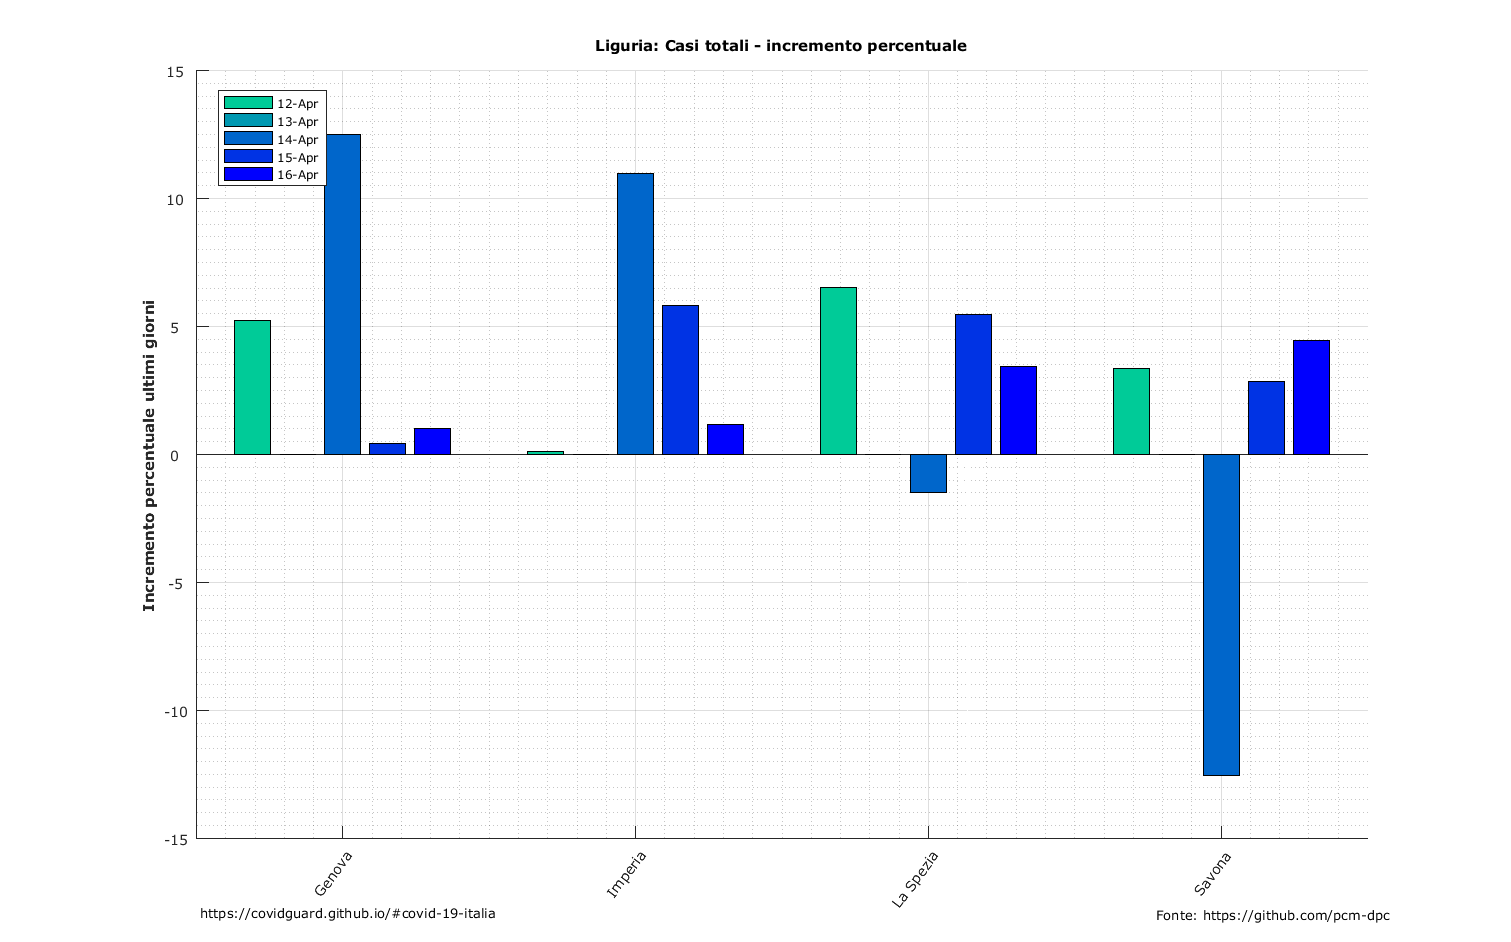 Liguria: Casi totali - incremento percentuale
Incremento percentuale ultimi giorni
15
10
5
0
-5
-10
-15
12-Apr
13-Apr
14-Apr
15-Apr
16-Apr
Genova
Imperia
La Spezia
Savona
https://covidguard.github.io/#covid-19-italia
Fonte: https://github.com/pcm-dpc